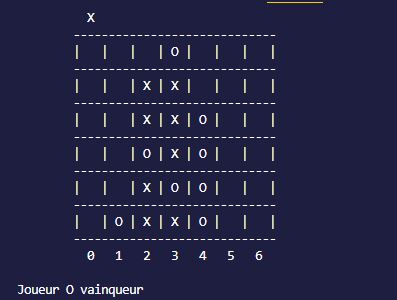 X
-----------------------------
|   |   |   | O |   |   |   |
-----------------------------
|   |   | X | X |   |   |   |
-----------------------------
|   |   | X | X | O |   |   |
-----------------------------
|   |   | O | X | O |   |   |
-----------------------------
|   |   | X | O | O |   |   |
-----------------------------
|   | O | X | X | O |   |   |
-----------------------------
  0   1   2   3   4   5   6
Joueur O vainqueur